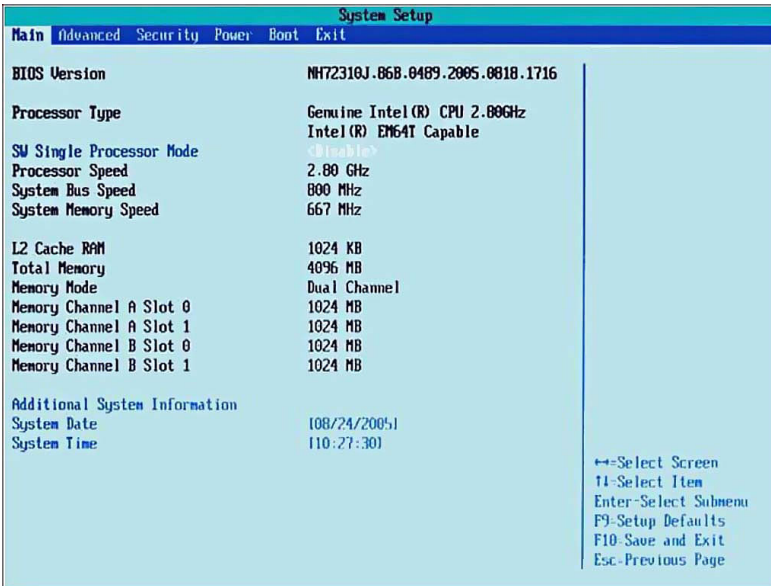 System Setup
Main Advanced Security Power Boot Exit
BIOS Version NH72310J.86B.0489.2005.0818.1716
Processor Type Genuine Intel(R) CPU 2.80GHz
Intel(R) EM64T Capable
SW Single Processor Mode <Disable>
Processor Speed 2.80 GHz
System Bus Speed 800 MHz
System Memory Speed 667 MHz
L2 Cache RAM 1024 KB
Total Memory 4096 MB
Memory Mode Dual Channel
Memory Channel A Slot 0 1024 MB
Memory Channel A Slot 1 1024 MB
Memory Channel B Slot 0 1024 MB
Memory Channel B Slot 1 1024 MB
Additional System Information
System Date [08/24/2005]
System Time [10:27:30]
↔=Select Screen
↑↓=Select Item
Enter-Select Submenu
F9-Setup Defaults
F10-Save and Exit
Esc-Previous Page